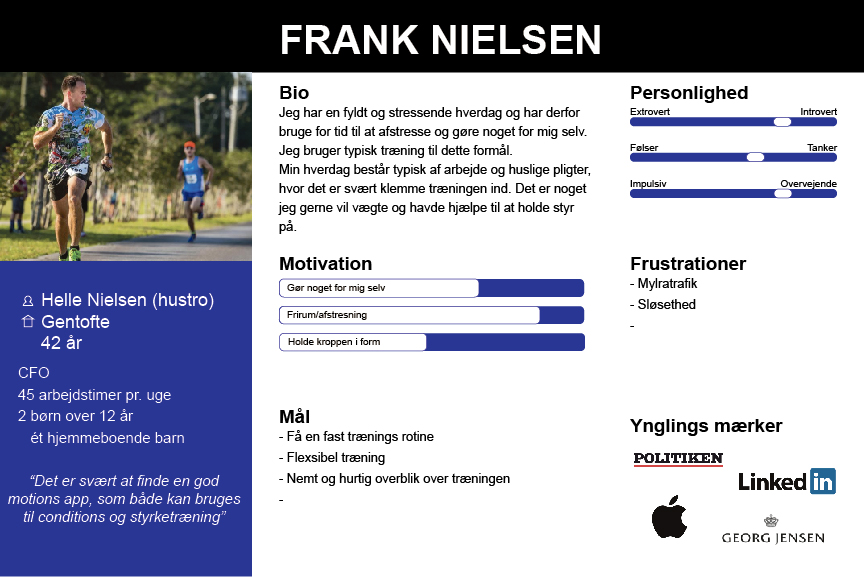 FRANK NIELSEN
Helle Nielsen (hustro)
Gentofte
42 år
CFO
45 arbejdstimer pr. uge
2 børn over 12 år
ét hjemmeboende barn
“Det er svært at finde en god
motions app, som både kan bruges
til conditions og styrketræning”
Bio
Jeg har en fyldt og stressende hverdag og har derfor
bruge for tid til at afstresse og gøre noget for mig selv.
Jeg bruger typisk træning til dette formål.
Min hverdag består typisk af arbejde og huslige pligter,
hvor det er svært klemme træningen ind. Det er noget
jeg gerne vil vægte og havde hjælpe til at holde styr
på.
Motivation
Gør noget for mig selv
Frirum/afstresning
Holde kroppen i form
Mål
- Få en fast trænings rotine
- Flexsibel træning
- Nemt og hurtig overblik over træningen
-
Personlighed
Extrovert Introvert
Følser Tanker
Impulsiv Overvejende
Frustrationer
- Mylratrafik
- Sløsethed
-
Ynglings mærker
POLITIKEN
Linked in
GEORG JENSEN